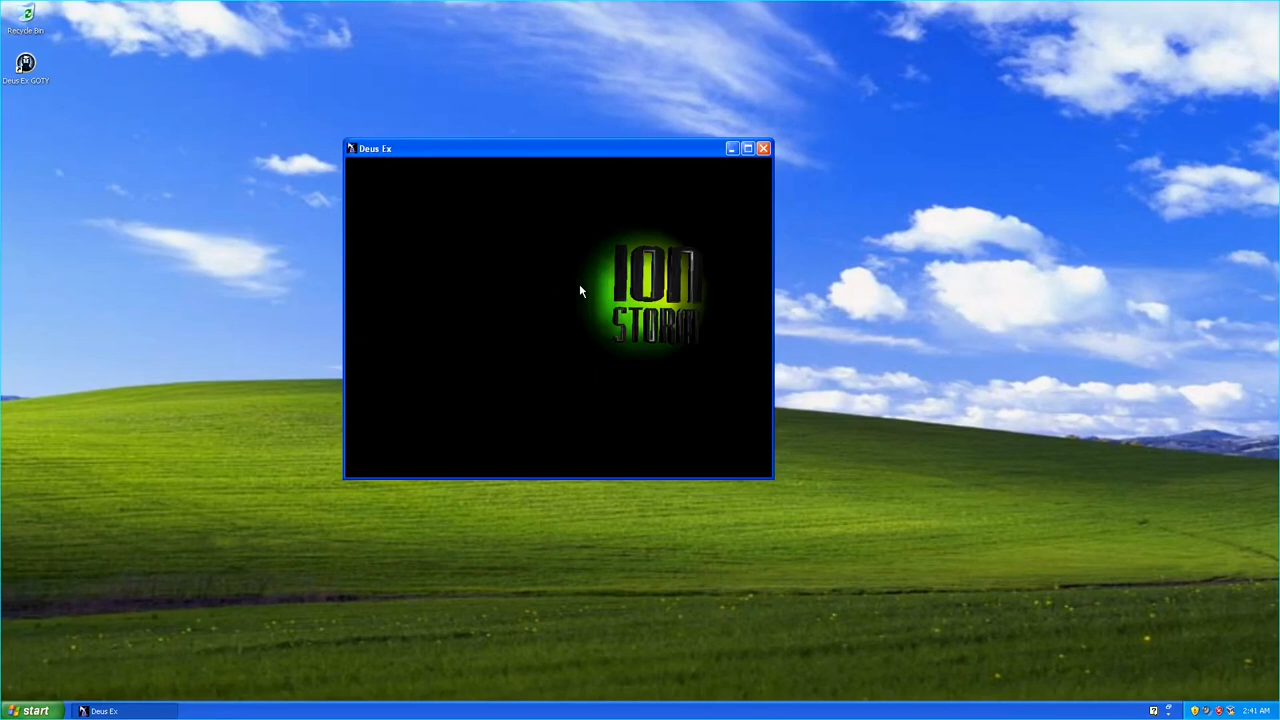 Recycle Bin
Deus Ex GOTY
Deus Ex
ION
STORM
start
Deus Ex
2:41 AM